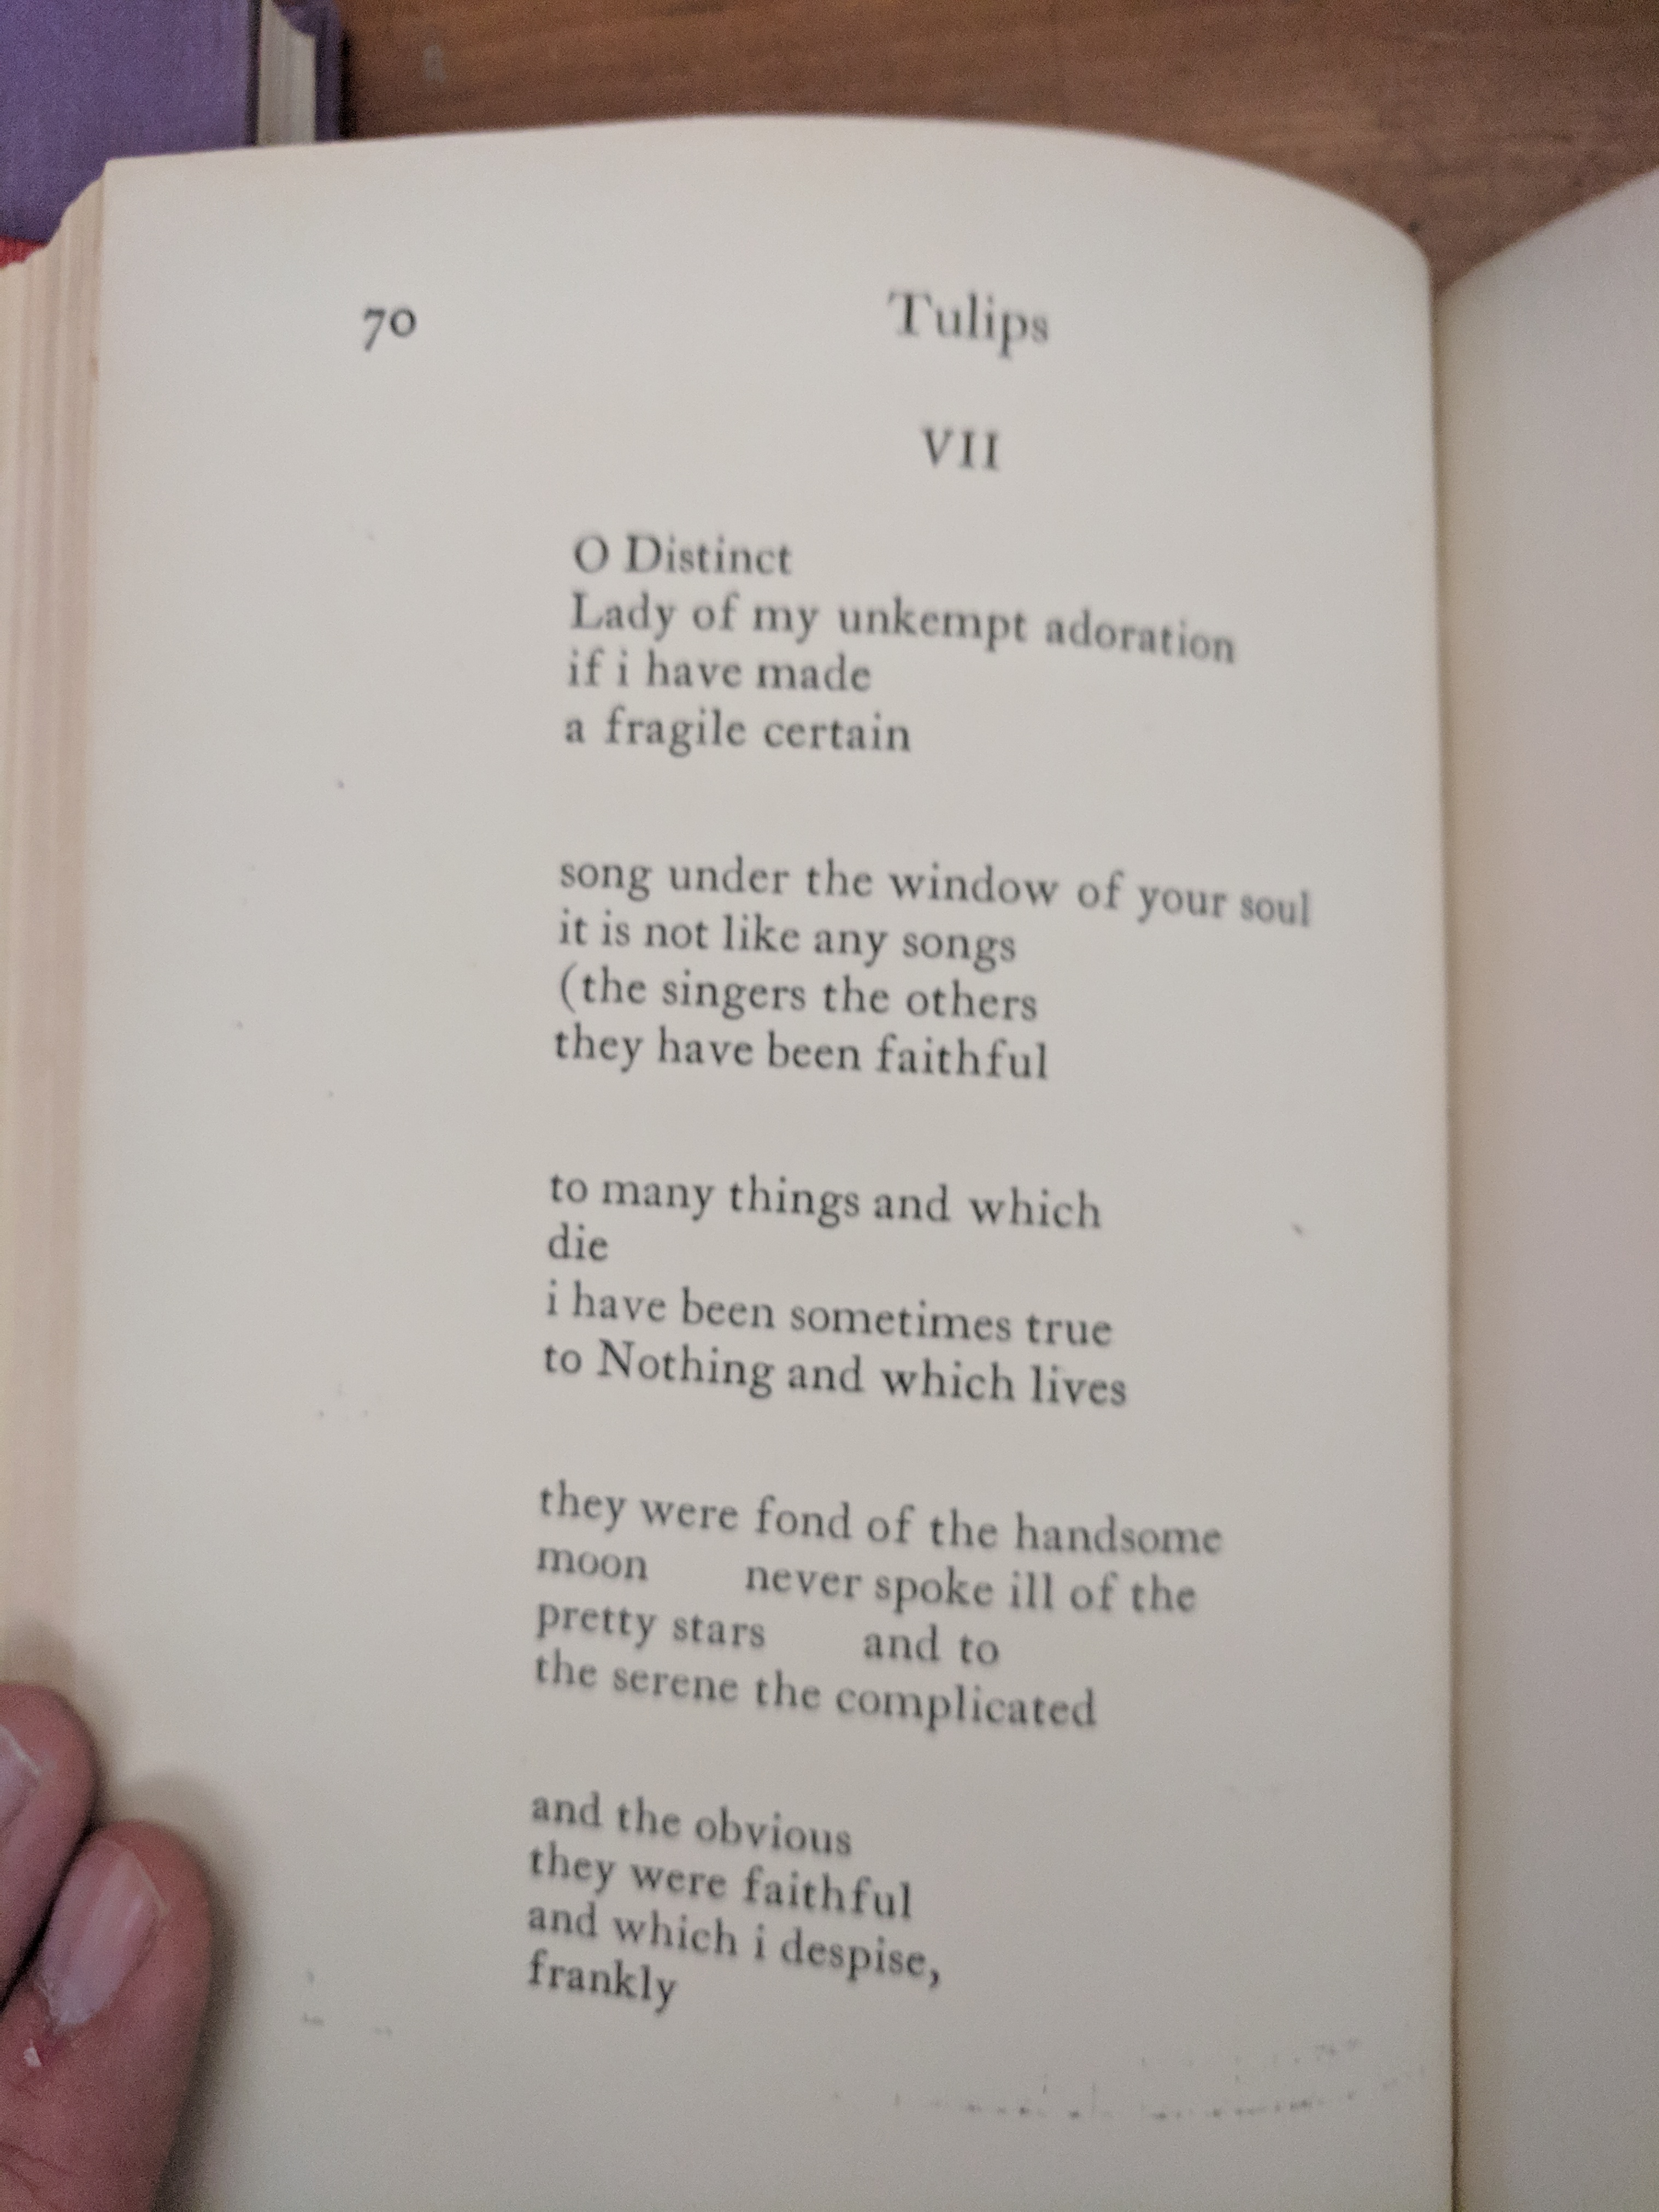 70 Tulips
VII
O Distinct
Lady of my unkempt adoration
if i have made
a fragile certain
song under the window of your soul
it is not like any songs
(the singers the others
they have been faithful
to many things and which
die
i have been sometimes true
to Nothing and which lives
they were fond of the handsome
moon never spoke ill of the
pretty stars and to
the serene the complicated
and the obvious
they were faithful
and which i despise,
frankly